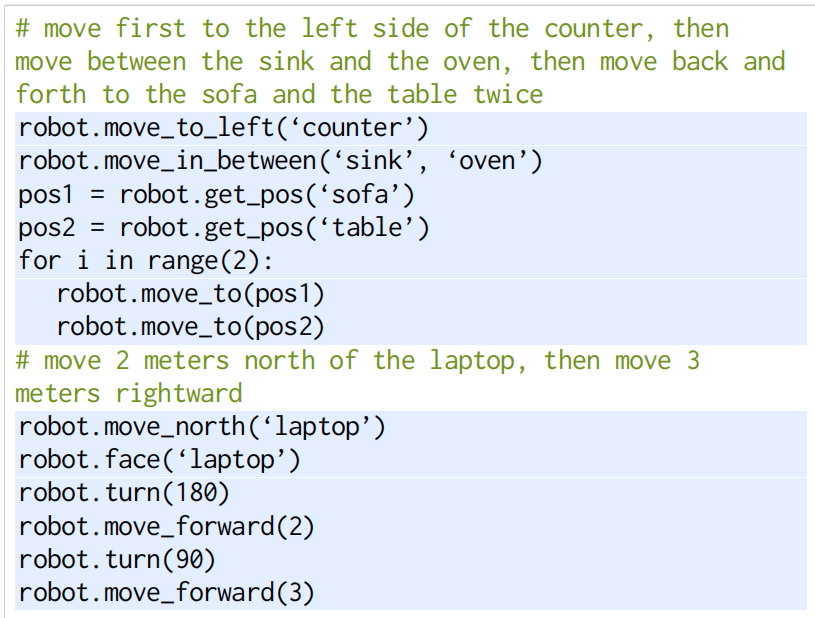 # move first to the left side of the counter, then
move between the sink and the oven, then move back and
forth to the sofa and the table twice
robot.move_to_left(‘counter’)
robot.move_in_between(‘sink’, ‘oven’)
pos1 = robot.get_pos(‘sofa’)
pos2 = robot.get_pos(‘table’)
for i in range(2):
  robot.move_to(pos1)
  robot.move_to(pos2)
# move 2 meters north of the laptop, then move 3
meters rightward
robot.move_north(‘laptop’)
robot.face(‘laptop’)
robot.turn(180)
robot.move_forward(2)
robot.turn(90)
robot.move_forward(3)